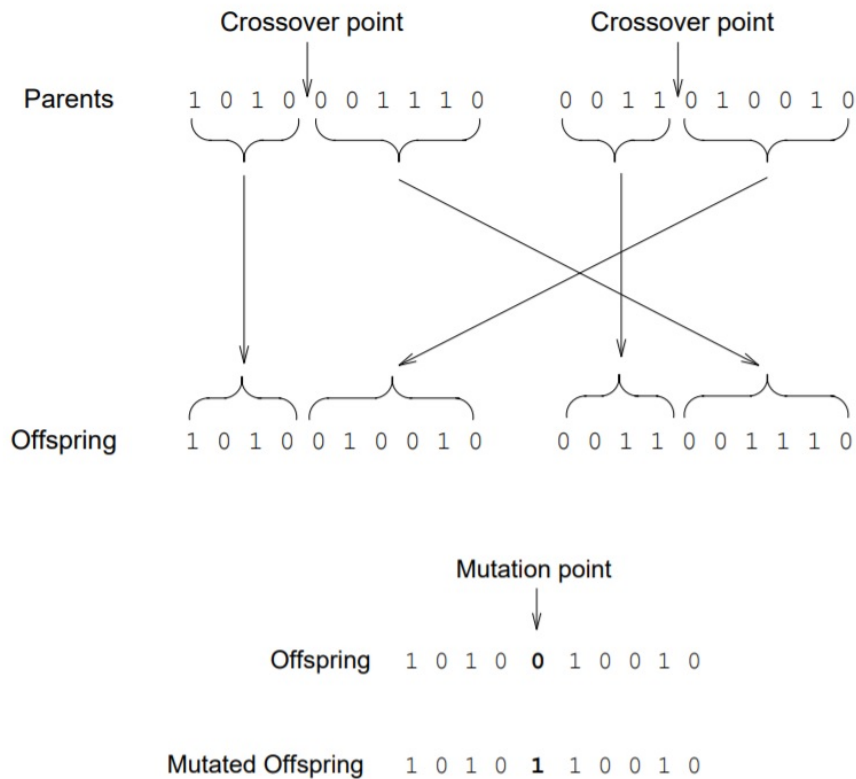 Crossover point Crossover point
Parents 1 0 1 0 0 0 1 1 1 0 0 0 1 1 0 1 0 0 1 0
Offspring 1 0 1 0 0 1 0 0 1 0 0 0 1 1 0 0 1 1 1 0
Mutation point
Offspring 1 0 1 0 0 1 0 0 1 0
Mutated Offspring 1 0 1 0 1 1 0 0 1 0